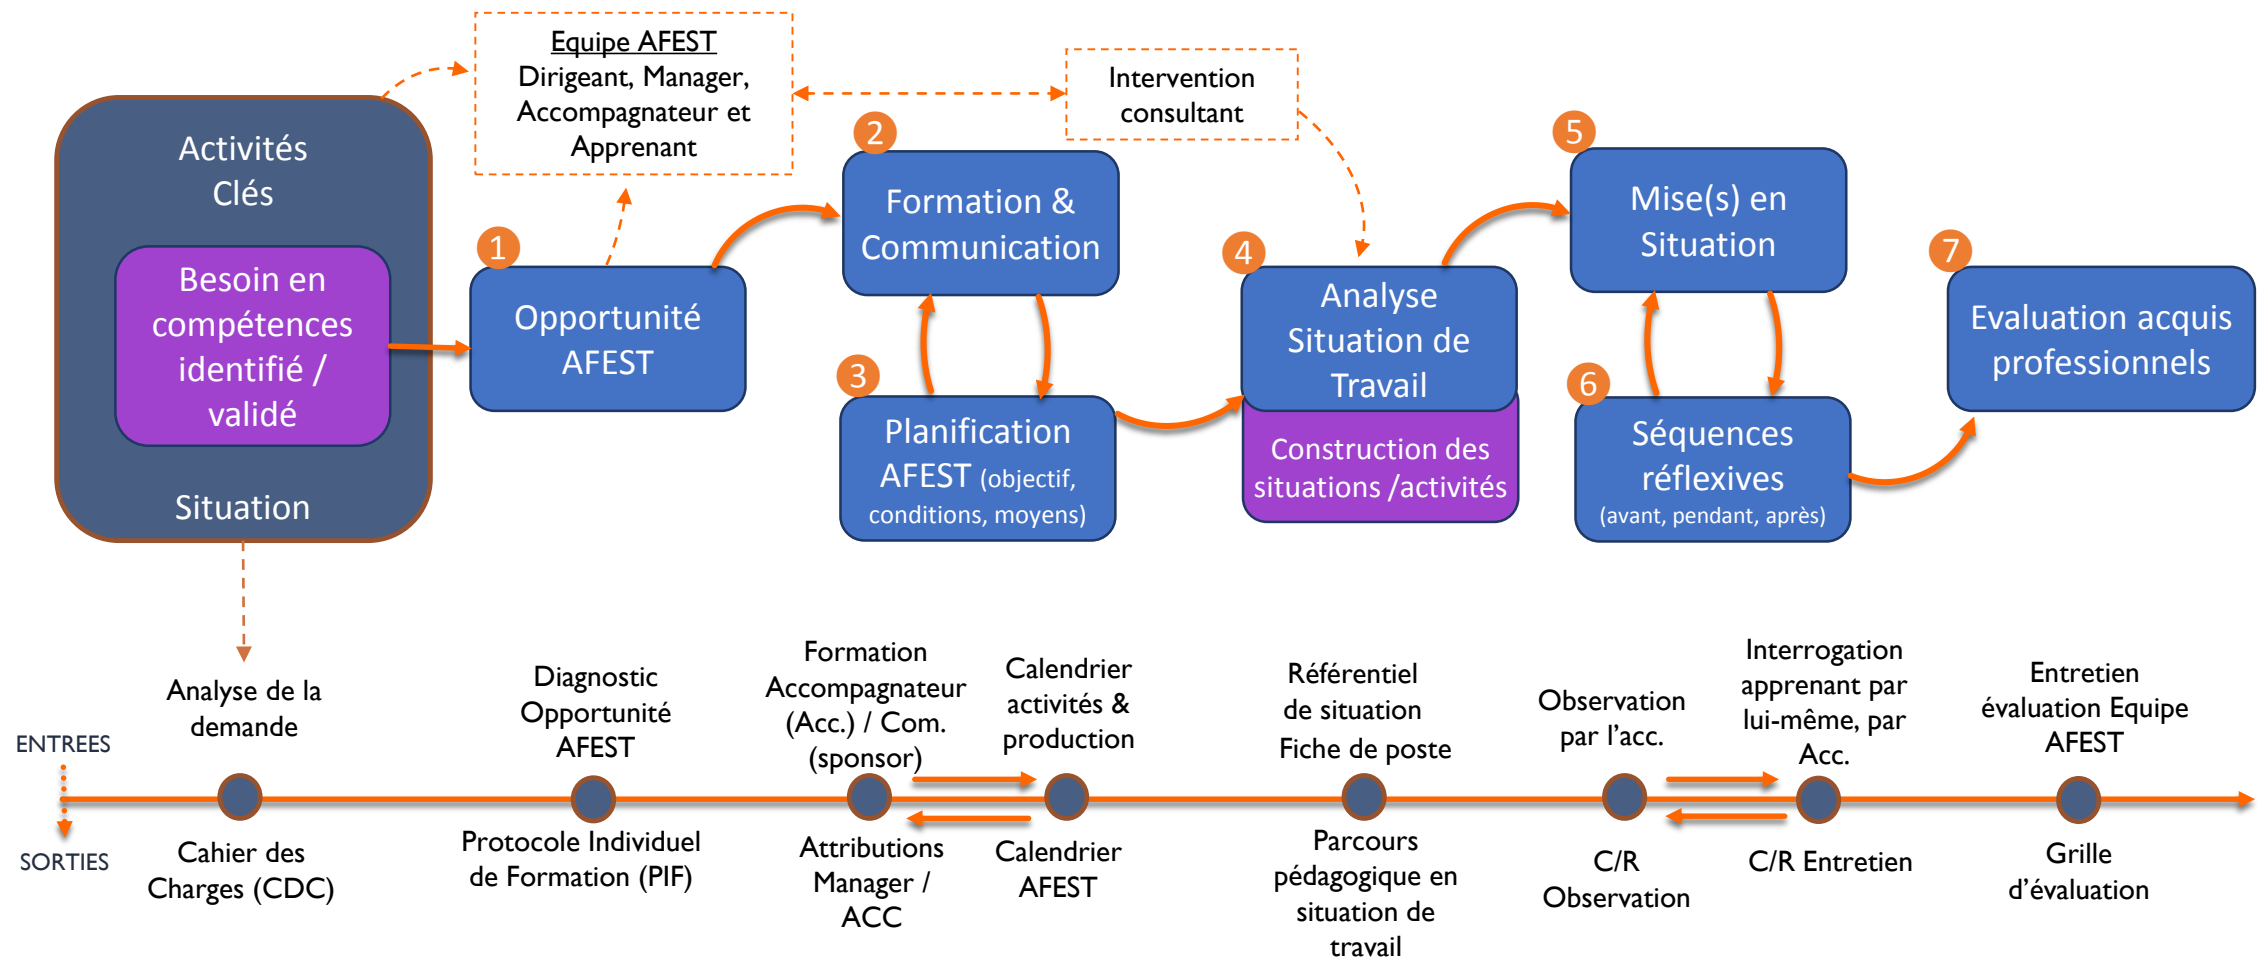 Equipe AFEST
Dirigeant, Manager,
Accompagnateur et
Apprenant
Intervention
consultant
Activités
Clés
Besoin en
compétences
identifié /
validé
Situation
1
Opportunité
AFEST
2
Formation &
Communication
3
Planification
AFEST (objectif,
conditions, moyens)
4
Analyse
Situation de
Travail
Construction des
situations /activités
5
Mise(s) en
Situation
6
Séquences
réflexives
(avant, pendant, après)
7
Evaluation acquis
professionnels
ENTREES
Analyse de la
demande
Diagnostic
Opportunité
AFEST
Formation
Accompagnateur
(Acc.) / Com.
(sponsor)
Calendrier
activités &
production
Référentiel
de situation
Fiche de poste
Observation
par l’acc.
Interrogation
apprenant par
lui-même, par
Acc.
Entretien
évaluation Equipe
AFEST
SORTIES
Cahier des
Charges (CDC)
Protocole Individuel
de Formation (PIF)
Attributions
Manager /
ACC
Calendrier
AFEST
Parcours
pédagogique en
situation de
travail
C/R
Observation
C/R Entretien
Grille
d’évaluation